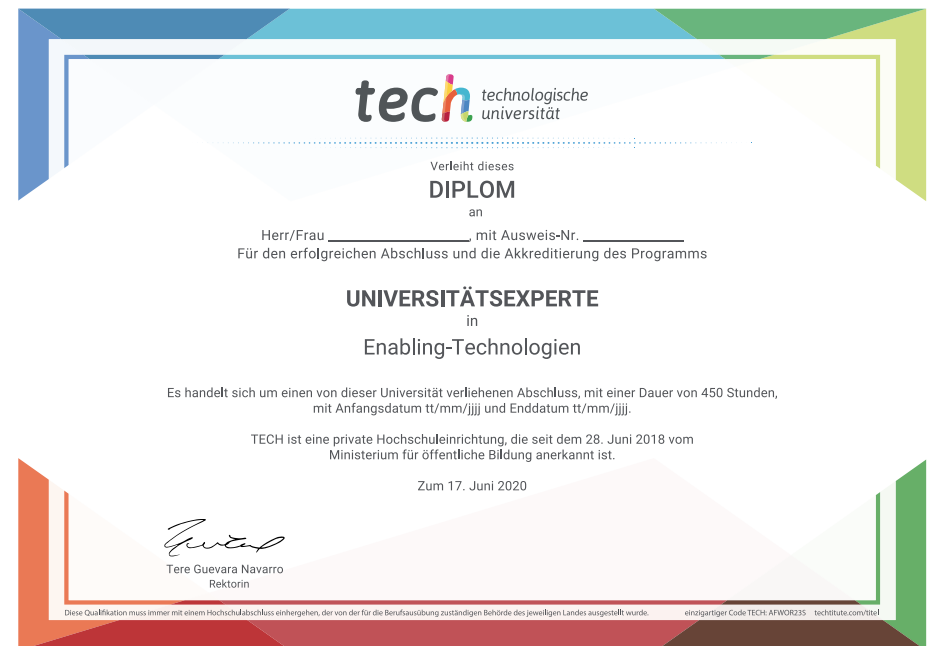 tech technologische
universität
Verleiht dieses
DIPLOM
an
Herr/Frau ____________________, mit Ausweis-Nr. ______________
Für den erfolgreichen Abschluss und die Akkreditierung des Programms
UNIVERSITÄTSEXPERTE
in
Enabling-Technologien
Es handelt sich um einen von dieser Universität verliehenen Abschluss, mit einer Dauer von 450 Stunden,
mit Anfangsdatum tt/mm/jjjj und Enddatum tt/mm/jjjj.
TECH ist eine private Hochschuleinrichtung, die seit dem 28. Juni 2018 vom
Ministerium für öffentliche Bildung anerkannt ist.
Zum 17. Juni 2020
Tere Guevara Navarro
Rektorin
Diese Qualifikation muss immer mit einem Hochschulabschluss einhergehen, der von der für die Berufsausübung zuständigen Behörde des jeweiligen Landes ausgestellt wurde. einzigartiger Code TECH: AFWOR23S techtitute.com/titel